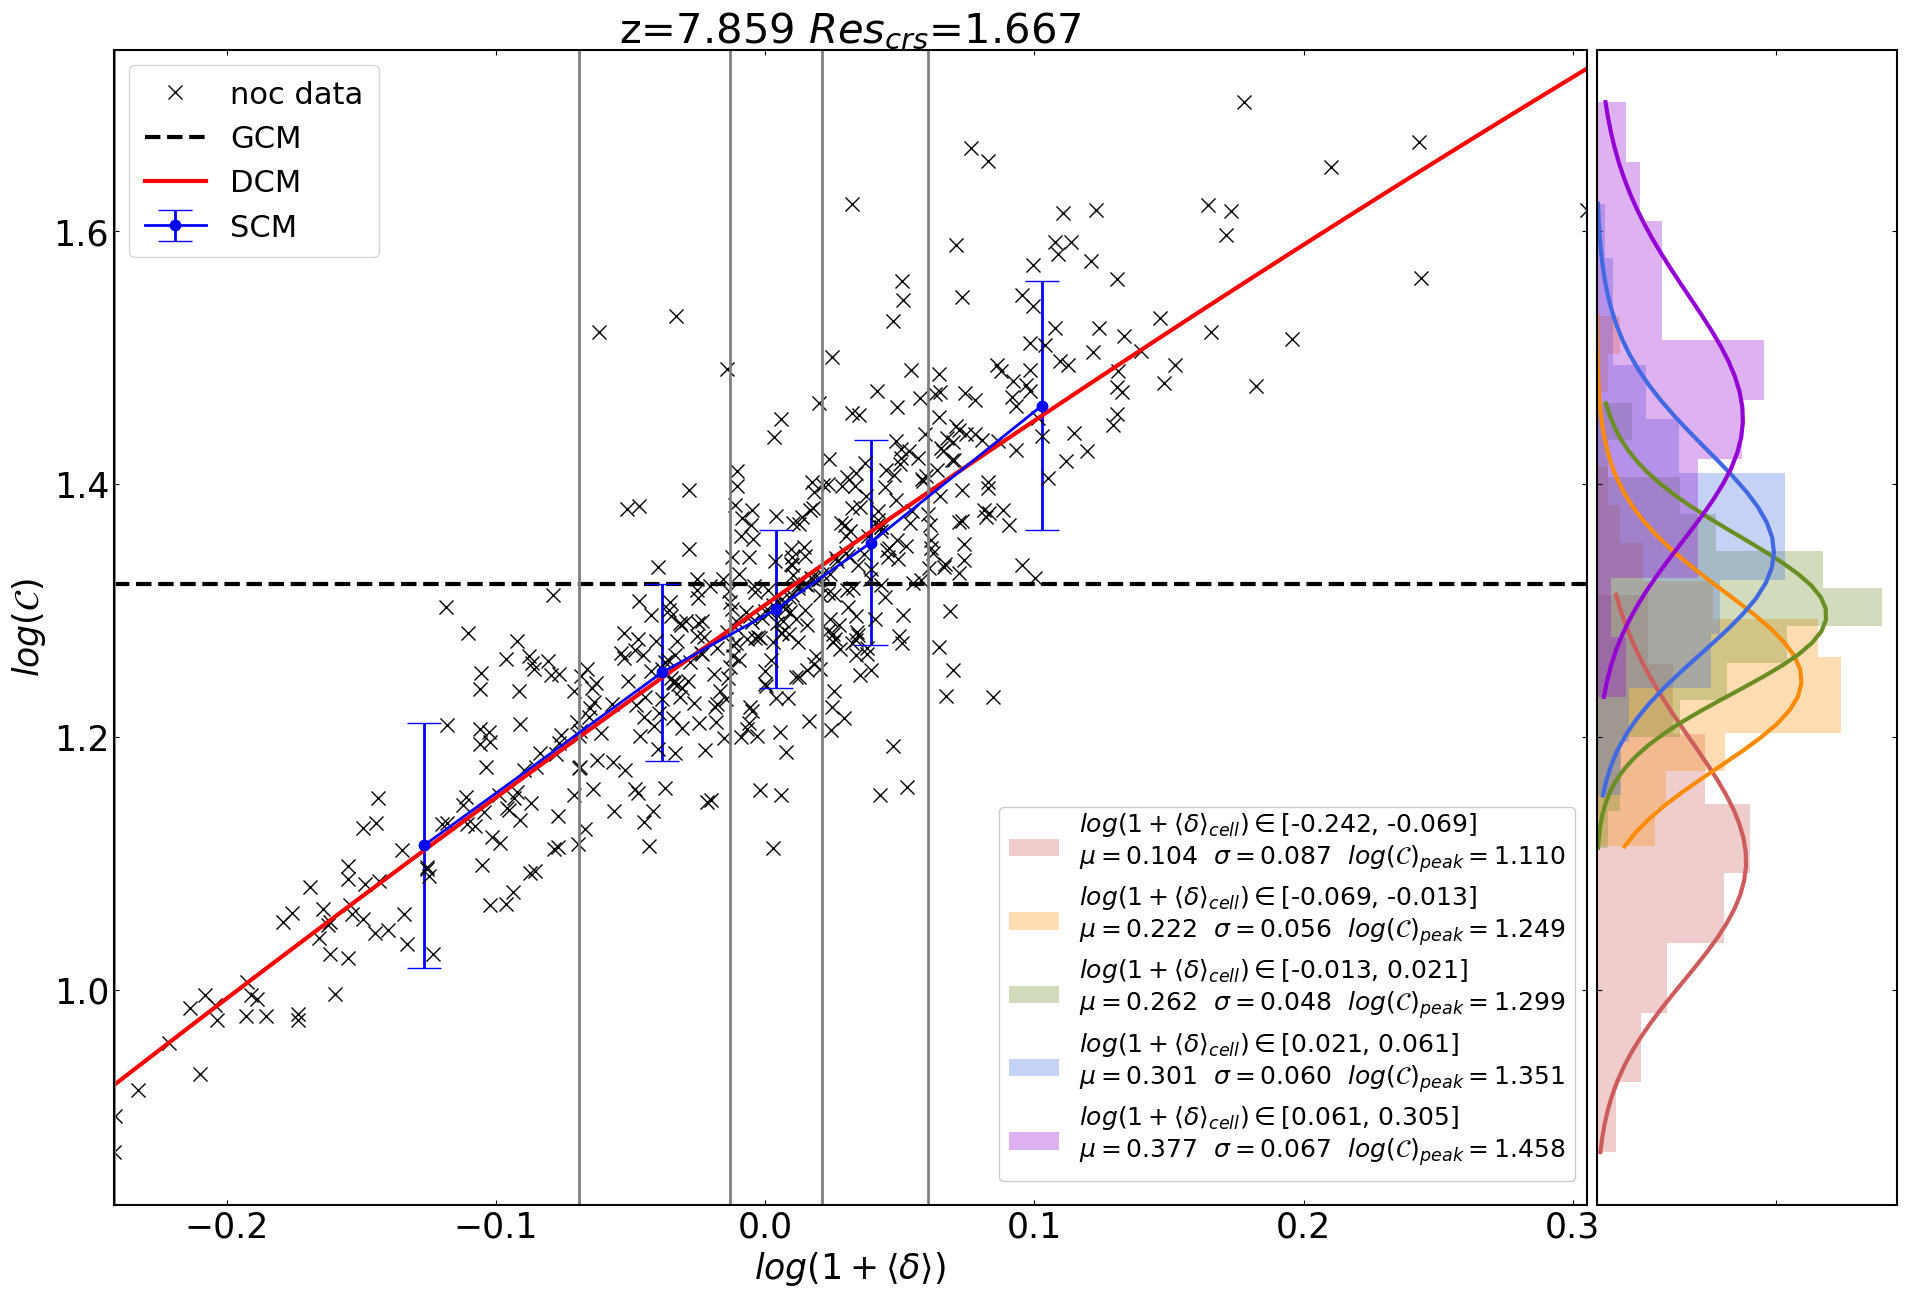 z=7.859 Res_crs=1.667
noc data
GCM
DCM
SCM
log(𝒞)
1.6
1.4
1.2
1.0
log(1 + ⟨δ⟩_cell) ∈ [-0.242, -0.069]
μ = 0.104 σ = 0.087 log(𝒞)_peak = 1.110
log(1 + ⟨δ⟩_cell) ∈ [-0.069, -0.013]
μ = 0.222 σ = 0.056 log(𝒞)_peak = 1.249
log(1 + ⟨δ⟩_cell) ∈ [-0.013, 0.021]
μ = 0.262 σ = 0.048 log(𝒞)_peak = 1.299
log(1 + ⟨δ⟩_cell) ∈ [0.021, 0.061]
μ = 0.301 σ = 0.060 log(𝒞)_peak = 1.351
log(1 + ⟨δ⟩_cell) ∈ [0.061, 0.305]
μ = 0.377 σ = 0.067 log(𝒞)_peak = 1.458
−0.2 −0.1 0.0 0.1 0.2 0.3
log(1 + ⟨δ⟩)